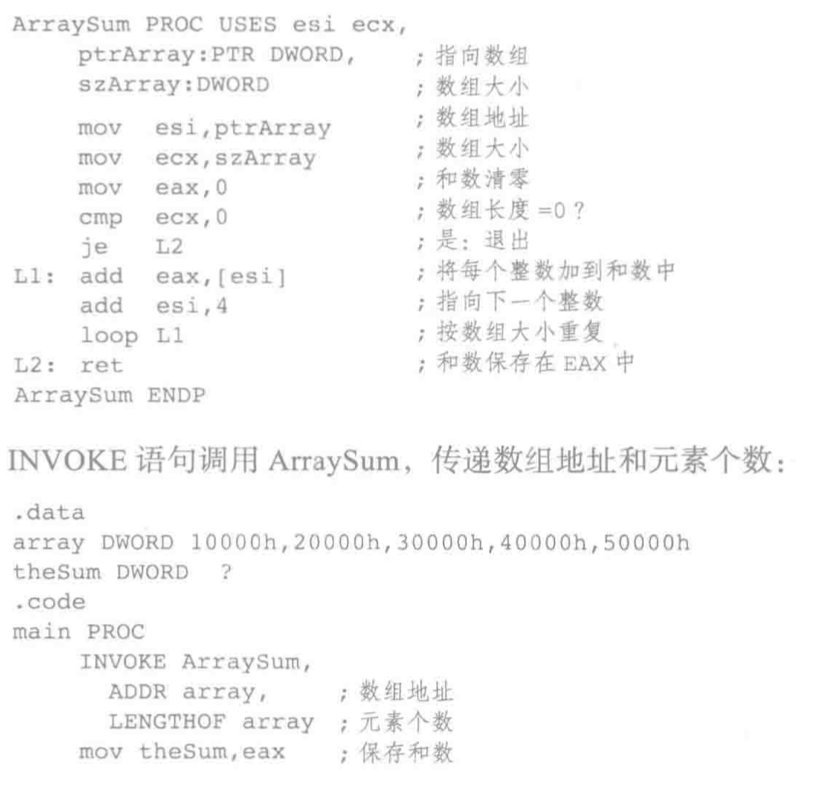 ArraySum PROC USES esi ecx,
ptrArray:PTR DWORD, ;指向数组
szArray:DWORD ;数组大小
mov esi,ptrArray ;数组地址
mov ecx,szArray ;数组大小
mov eax,0 ;和数清零
cmp ecx,0 ;数组长度=0?
je L2 ;是:退出
L1: add eax,[esi] ;将每个整数加到和数中
add esi,4 ;指向下一个整数
loop L1 ;按数组大小重复
L2: ret ;和数保存在EAX中
ArraySum ENDP
INVOKE 语句调用 ArraySum,传递数组地址和元素个数:
.data
array DWORD 10000h,20000h,30000h,40000h,50000h
theSum DWORD ?
.code
main PROC
INVOKE ArraySum,
ADDR array, ;数组地址
LENGTHOF array ;元素个数
mov theSum,eax ;保存和数